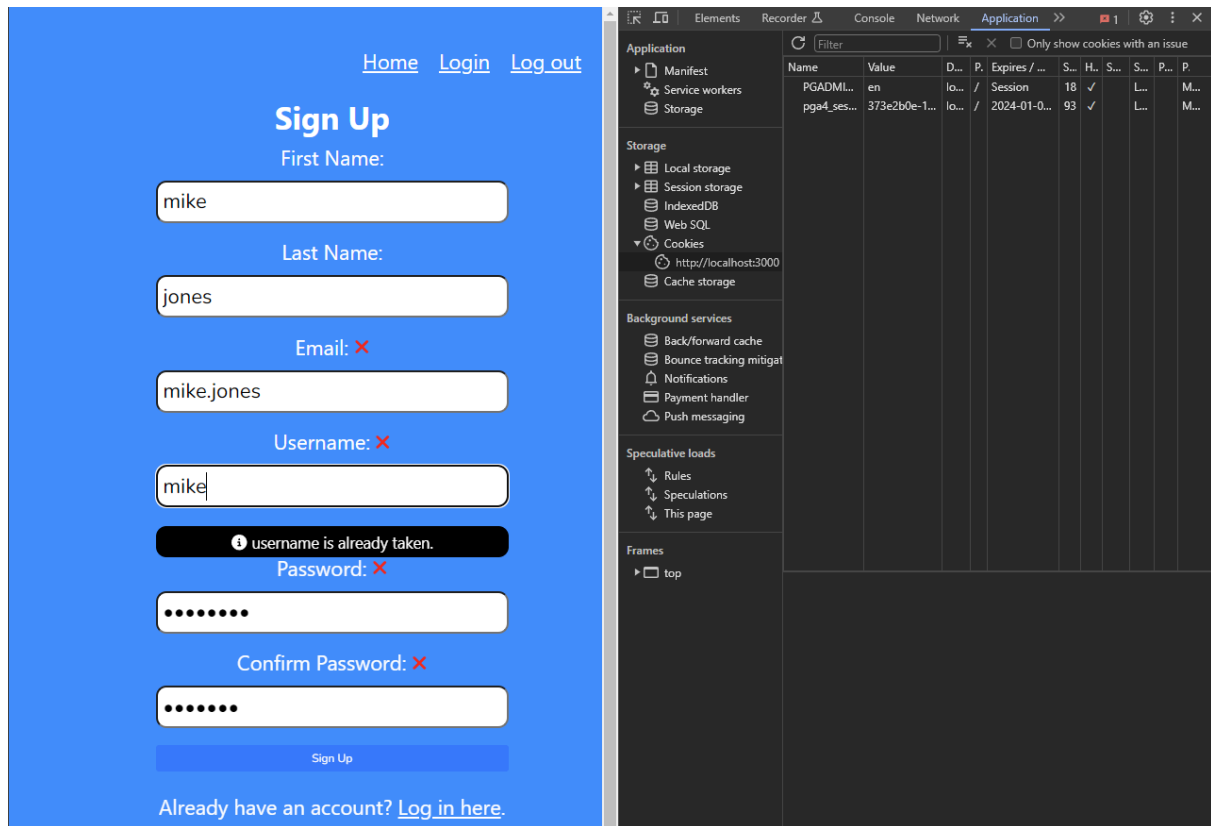 Home Login Log out
Sign Up
First Name:
mike
Last Name:
jones
Email:
mike.jones
Username:
mike
username is already taken.
Password:
Confirm Password:
Sign Up
Already have an account? Log in here.
Elements Recorder Console Network Application 1
Application
Manifest
Service workers
Storage
Storage
Local storage
Session storage
IndexedDB
Web SQL
Cookies
http://localhost:3000
Cache storage
Background services
Back/forward cache
Bounce tracking mitigat
Notifications
Payment handler
Push messaging
Speculative loads
Rules
Speculations
This page
Frames
top
Filter Only show cookies with an issue
Name Value D... P. Expires / ... S... H.. S... S... P... P.
PGADMI... en lo... / Session 18 ✓ L... M...
pga4_ses... 373e2b0e-1... lo... / 2024-01-0... 93 ✓ L... M...